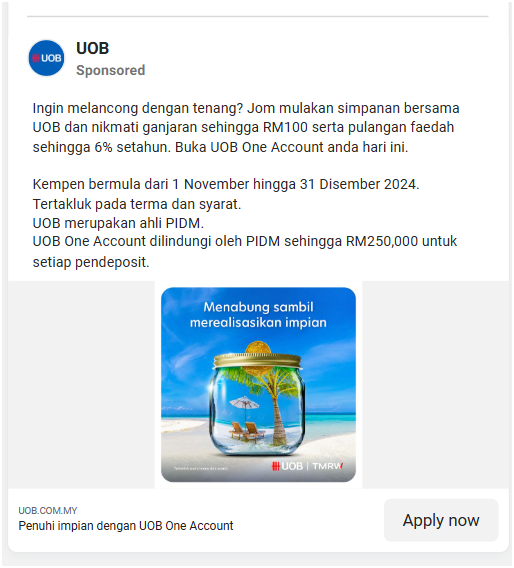 UOB
UOB
Sponsored
Ingin melancong dengan tenang? Jom mulakan simpanan bersama
UOB dan nikmati ganjaran sehingga RM100 serta pulangan faedah
sehingga 6% setahun. Buka UOB One Account anda hari ini.
Kempen bermula dari 1 November hingga 31 Disember 2024.
Tertakluk pada terma dan syarat.
UOB merupakan ahli PIDM.
UOB One Account dilindungi oleh PIDM sehingga RM250,000 untuk
setiap pendeposit.
Menabung sambil
merealisasikan impian
UOB | TMRW
UOB.COM.MY
Penuhi impian dengan UOB One Account
Apply now